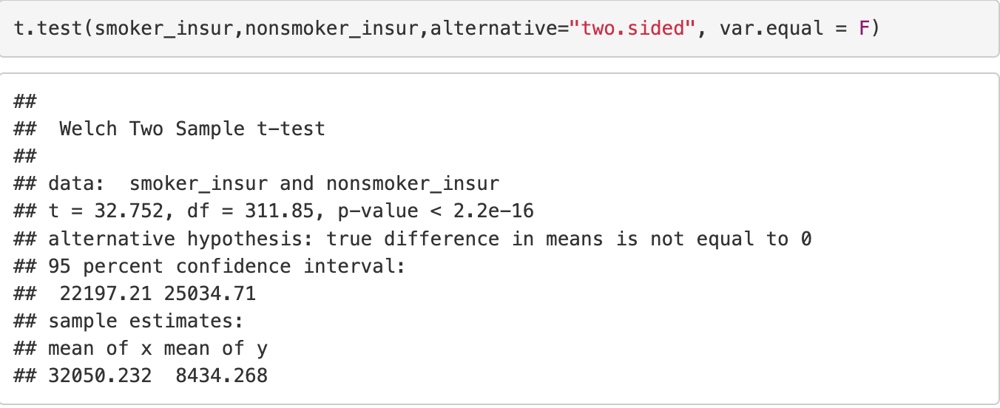 t.test(smoker_insur,nonsmoker_insur,alternative="two.sided", var.equal = F)
##
##  Welch Two Sample t-test
##
## data:  smoker_insur and nonsmoker_insur
## t = 32.752, df = 311.85, p-value < 2.2e-16
## alternative hypothesis: true difference in means is not equal to 0
## 95 percent confidence interval:
##  22197.21 25034.71
## sample estimates:
## mean of x mean of y
## 32050.232  8434.268